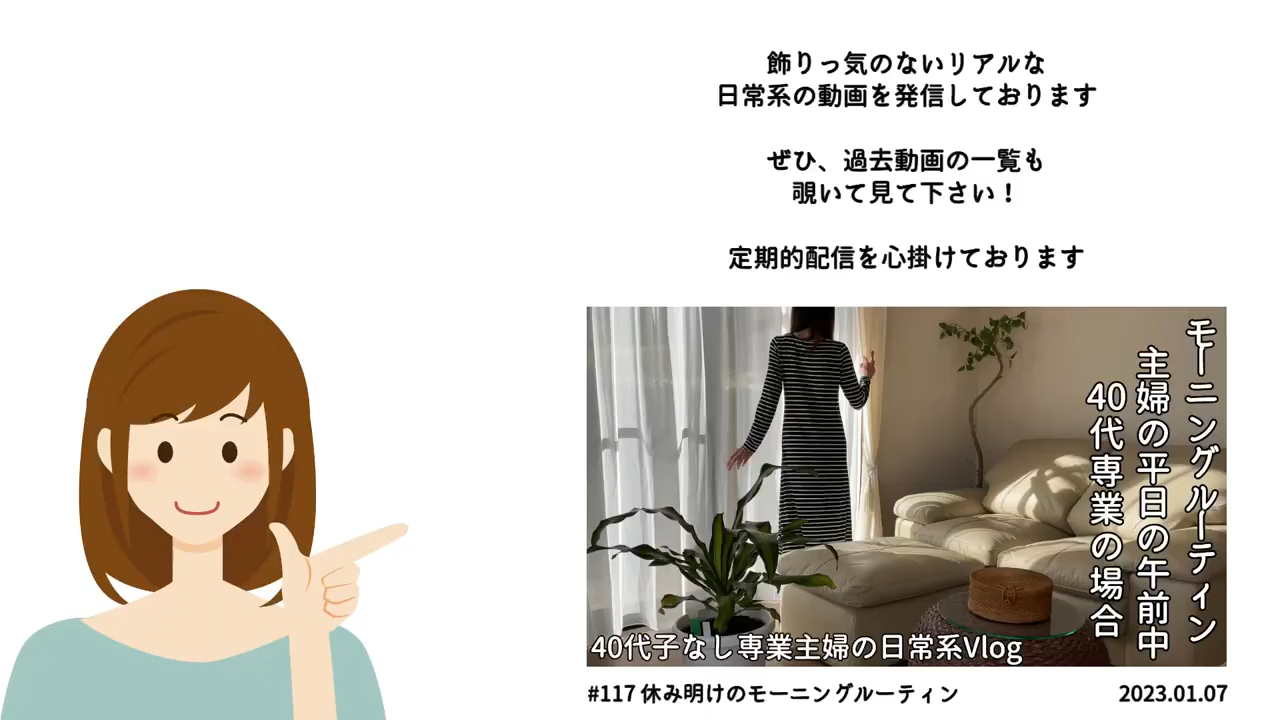 飾りっ気のないリアルな
日常系の動画を発信しております
ぜひ、過去動画の一覧も
覗いて見て下さい！
定期的配信を心掛けております
モーニングルーティン
主婦の平日の午前中
40代専業の場合
40代子なし専業主婦の日常系Vlog
#117 休み明けのモーニングルーティン
2023.01.07